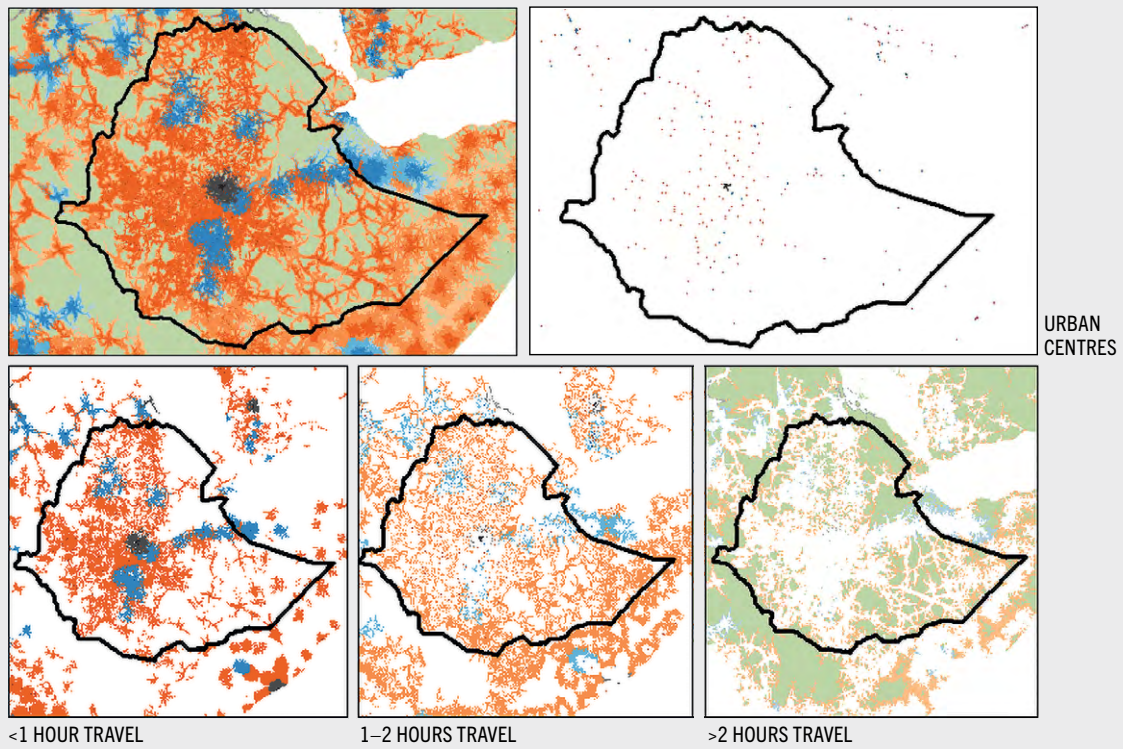 URBAN
CENTRES
<1 HOUR TRAVEL
1–2 HOURS TRAVEL
>2 HOURS TRAVEL